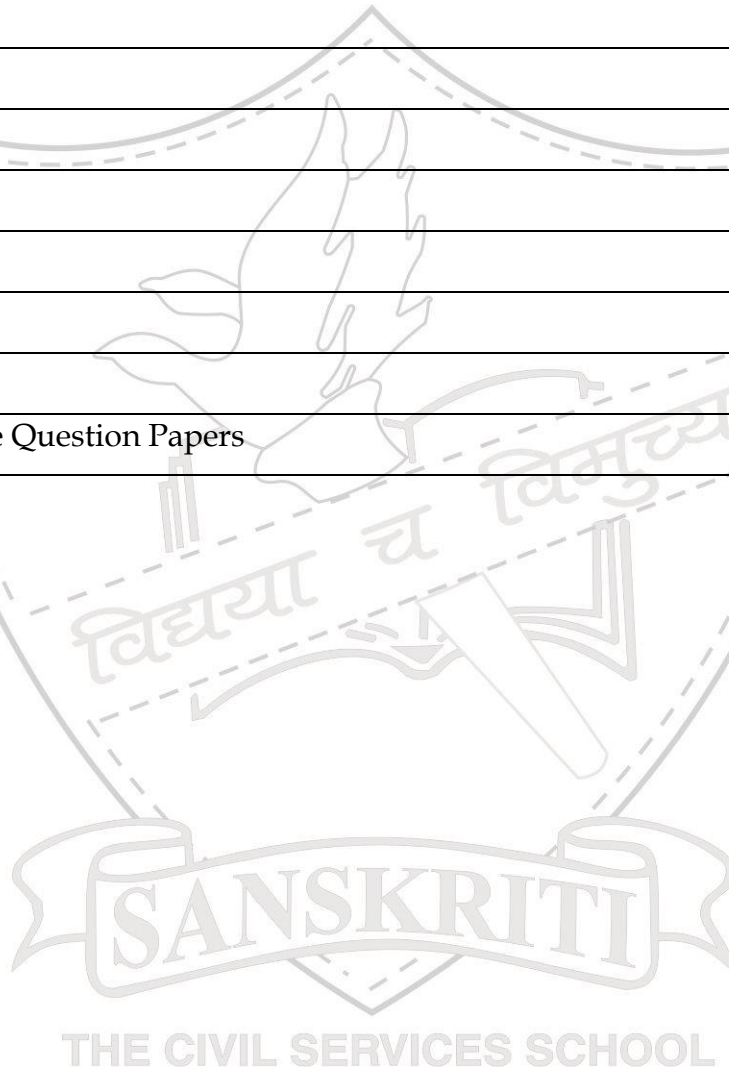 e Question Papers
विद्यया च विमुच्य
SANSKRITI
THE CIVIL SERVICES SCHOOL